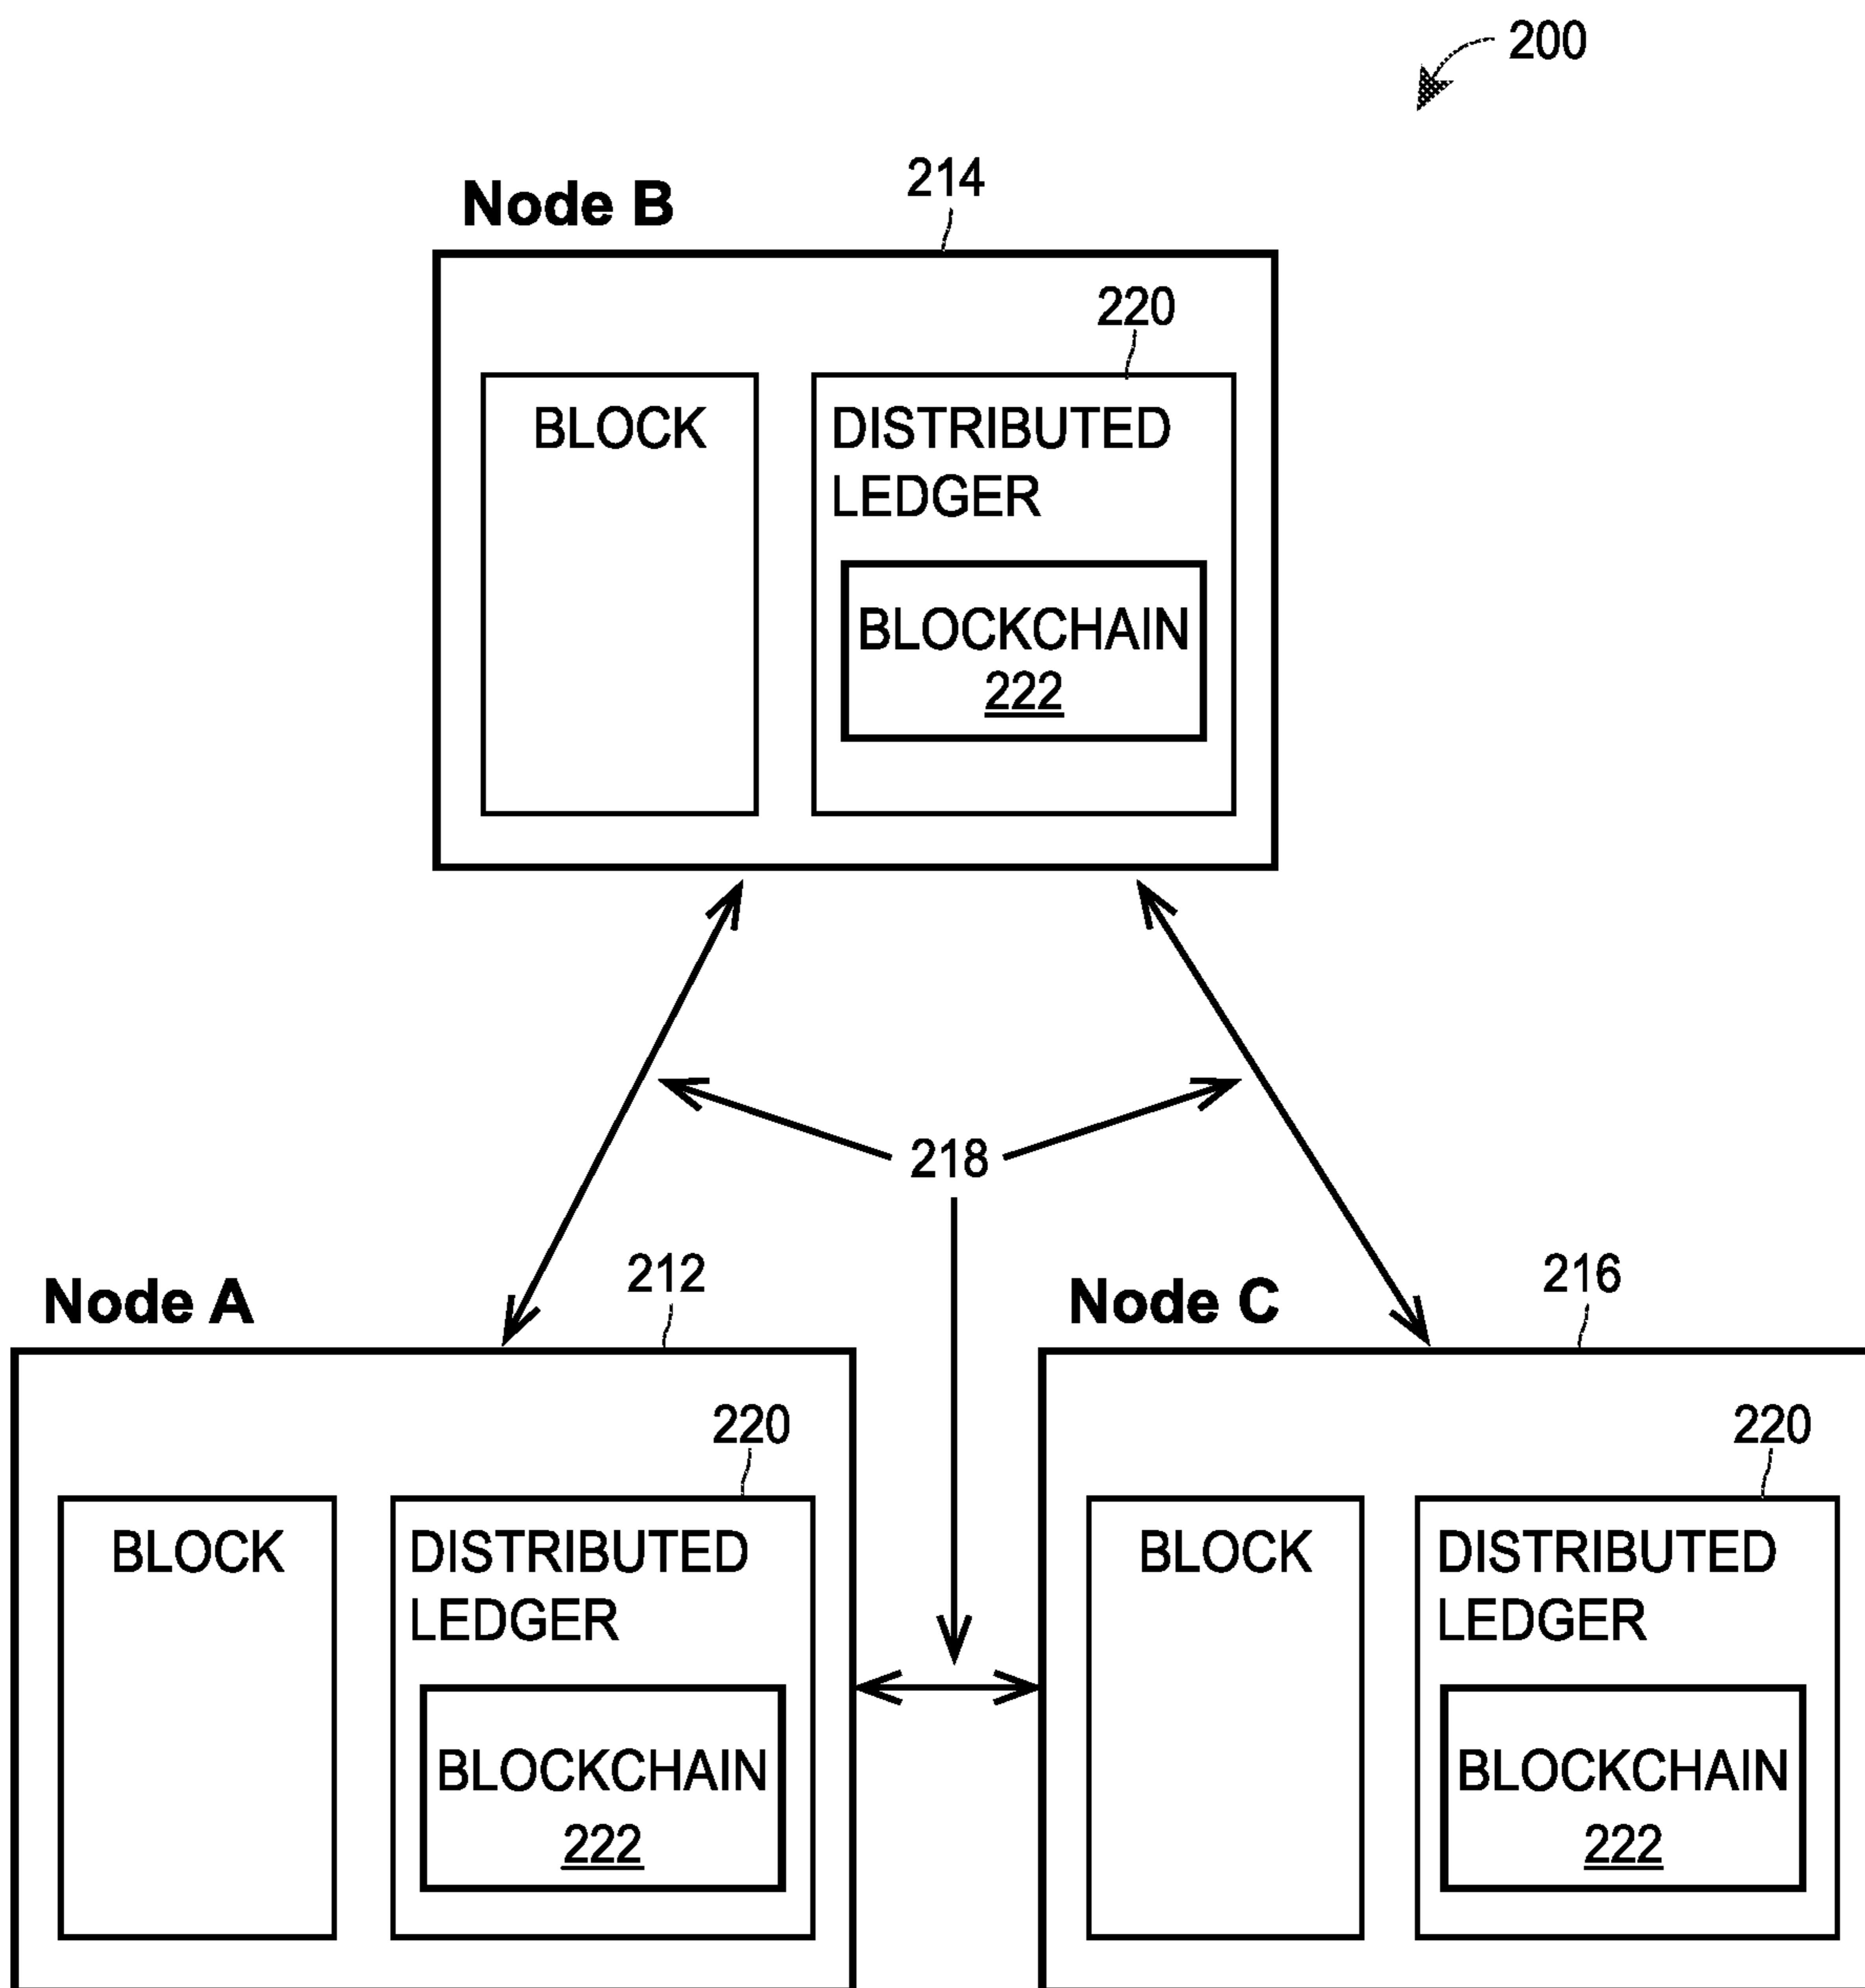 200
Node B
214
220
BLOCK
DISTRIBUTED
LEDGER
BLOCKCHAIN
222
218
Node A
212
Node C
216
220
BLOCK
DISTRIBUTED
LEDGER
BLOCKCHAIN
222
220
BLOCK
DISTRIBUTED
LEDGER
BLOCKCHAIN
222